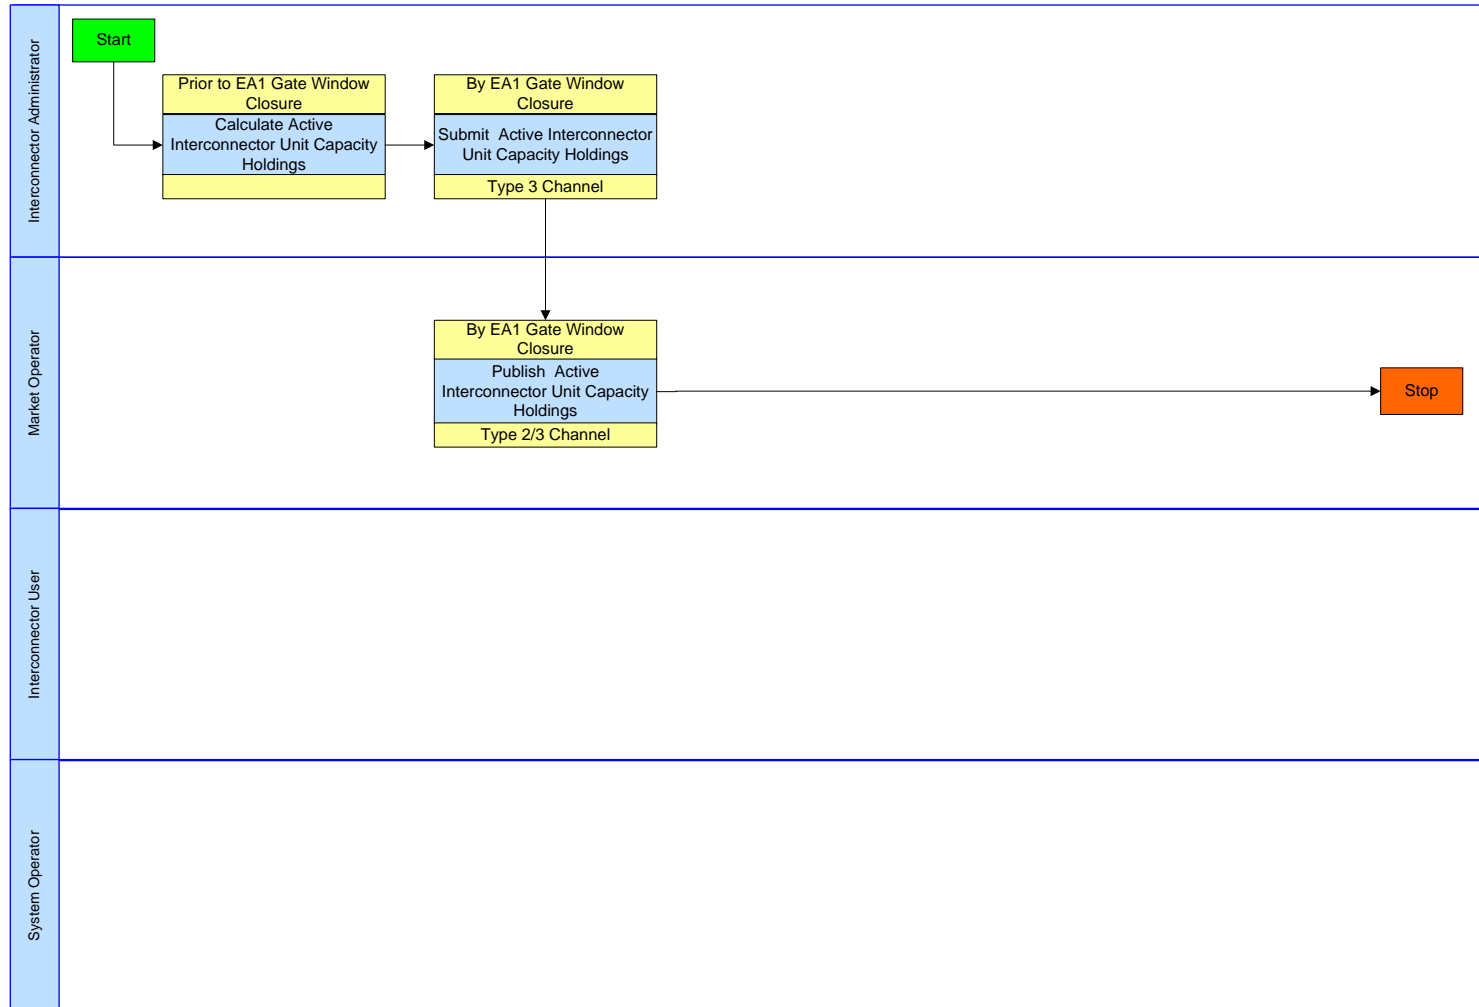 Interconnector Administrator
Start
Prior to EA1 Gate Window
Closure
Calculate Active
Interconnector Unit Capacity
Holdings
By EA1 Gate Window
Closure
Submit  Active Interconnector
Unit Capacity Holdings
Type 3 Channel
Market Operator
By EA1 Gate Window
Closure
Publish  Active
Interconnector Unit Capacity
Holdings
Type 2/3 Channel
Stop
Interconnector User
System Operator